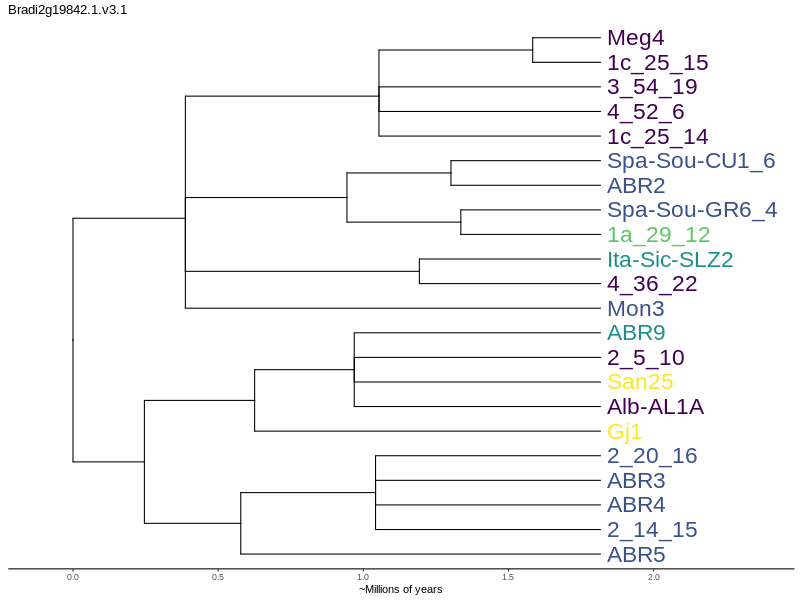 Bradi2g19842.1.v3.1
Meg4
1c_25_15
3_54_19
4_52_6
1c_25_14
Spa-Sou-CU1_6
ABR2
Spa-Sou-GR6_4
1a_29_12
Ita-Sic-SLZ2
4_36_22
Mon3
ABR9
2_5_10
San25
Alb-AL1A
Gj1
2_20_16
ABR3
ABR4
2_14_15
ABR5
0.0 0.5 1.0 1.5 2.0
~Millions of years